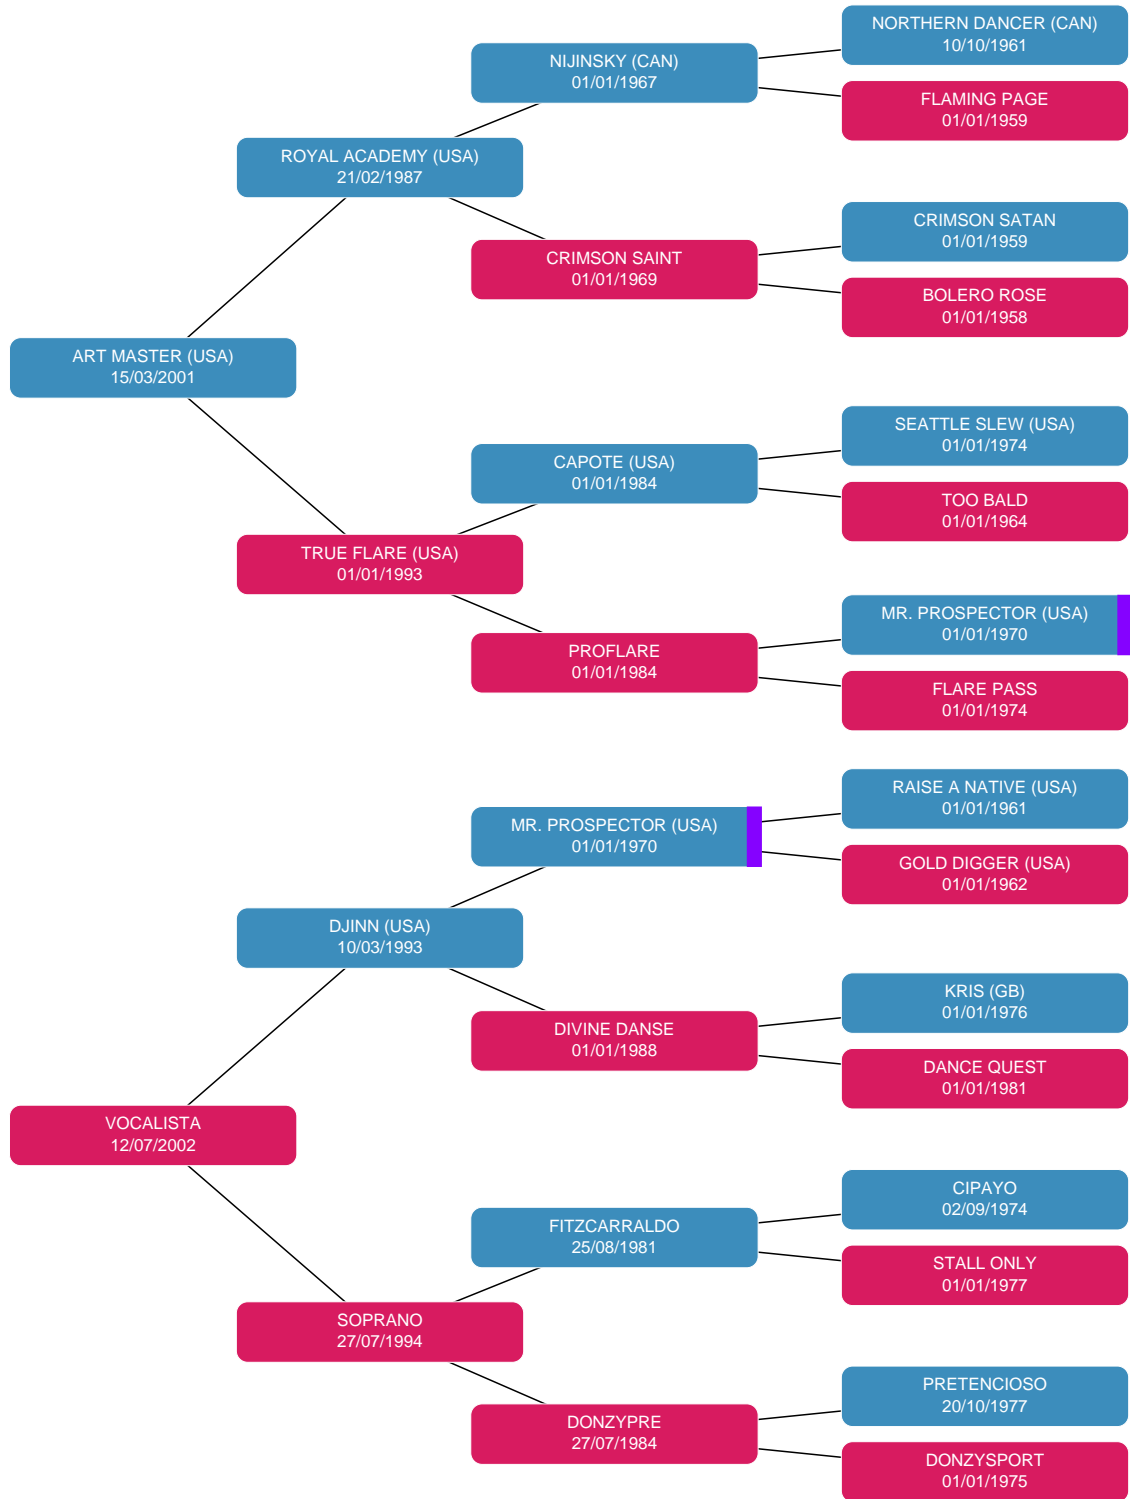 NORTHERN DANCER (CAN)
10/10/1961
NIJINSKY (CAN)
01/01/1967
FLAMING PAGE
01/01/1959
ROYAL ACADEMY (USA)
21/02/1987
CRIMSON SATAN
01/01/1959
CRIMSON SAINT
01/01/1969
BOLERO ROSE
01/01/1958
ART MASTER (USA)
15/03/2001
SEATTLE SLEW (USA)
01/01/1974
CAPOTE (USA)
01/01/1984
TOO BALD
01/01/1964
TRUE FLARE (USA)
01/01/1993
MR. PROSPECTOR (USA)
01/01/1970
PROFLARE
01/01/1984
FLARE PASS
01/01/1974
RAISE A NATIVE (USA)
01/01/1961
MR. PROSPECTOR (USA)
01/01/1970
GOLD DIGGER (USA)
01/01/1962
DJINN (USA)
10/03/1993
KRIS (GB)
01/01/1976
DIVINE DANSE
01/01/1988
DANCE QUEST
01/01/1981
VOCALISTA
12/07/2002
CIPAYO
02/09/1974
FITZCARRALDO
25/08/1981
STALL ONLY
01/01/1977
SOPRANO
27/07/1994
PRETENCIOSO
20/10/1977
DONZYPRE
27/07/1984
DONZYSPORT
01/01/1975